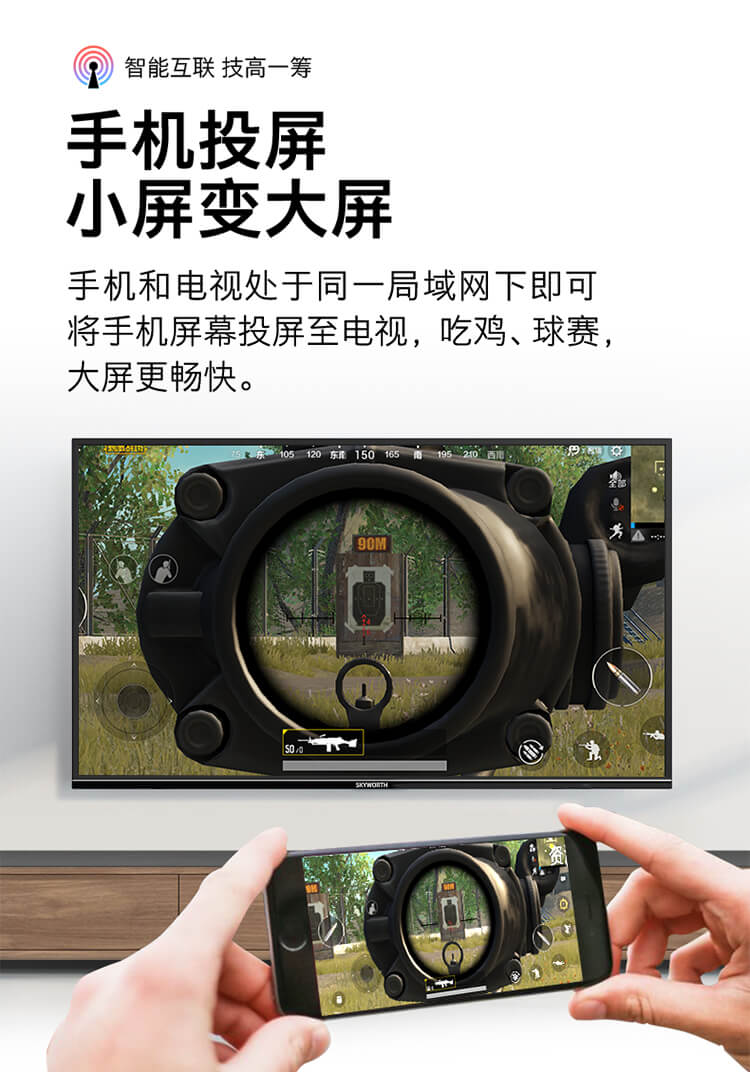 智能互联 技高一筹
手机投屏
小屏变大屏
手机和电视处于同一局域网下即可
将手机屏幕投屏至电视，吃鸡、球赛，
大屏更畅快。
75 东 105 120 东南 150 165 南 195 210 西南
全部
90M
50/0
SKYWORTH
90M